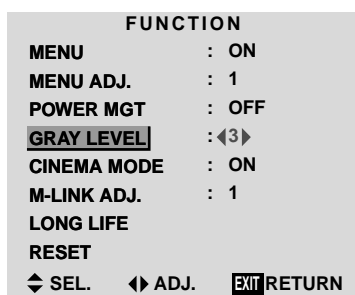 FUNCTION
MENU : ON
MENU ADJ. : 1
POWER MGT : OFF
GRAY LEVEL : 3
CINEMA MODE : ON
M-LINK ADJ. : 1
LONG LIFE
RESET
SEL. ADJ. EXIT RETURN